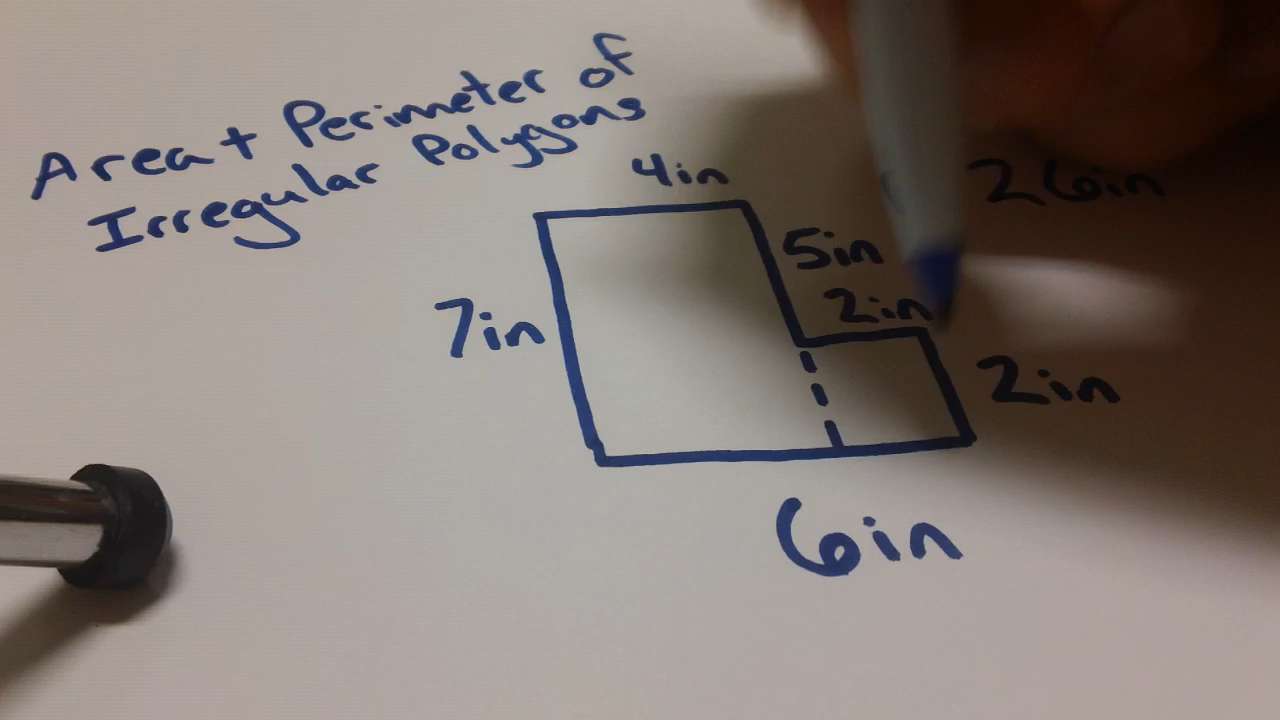 Area + Perimeter of
Irregular Polygons
4in
26in
5in
2in
7in
2in
6in